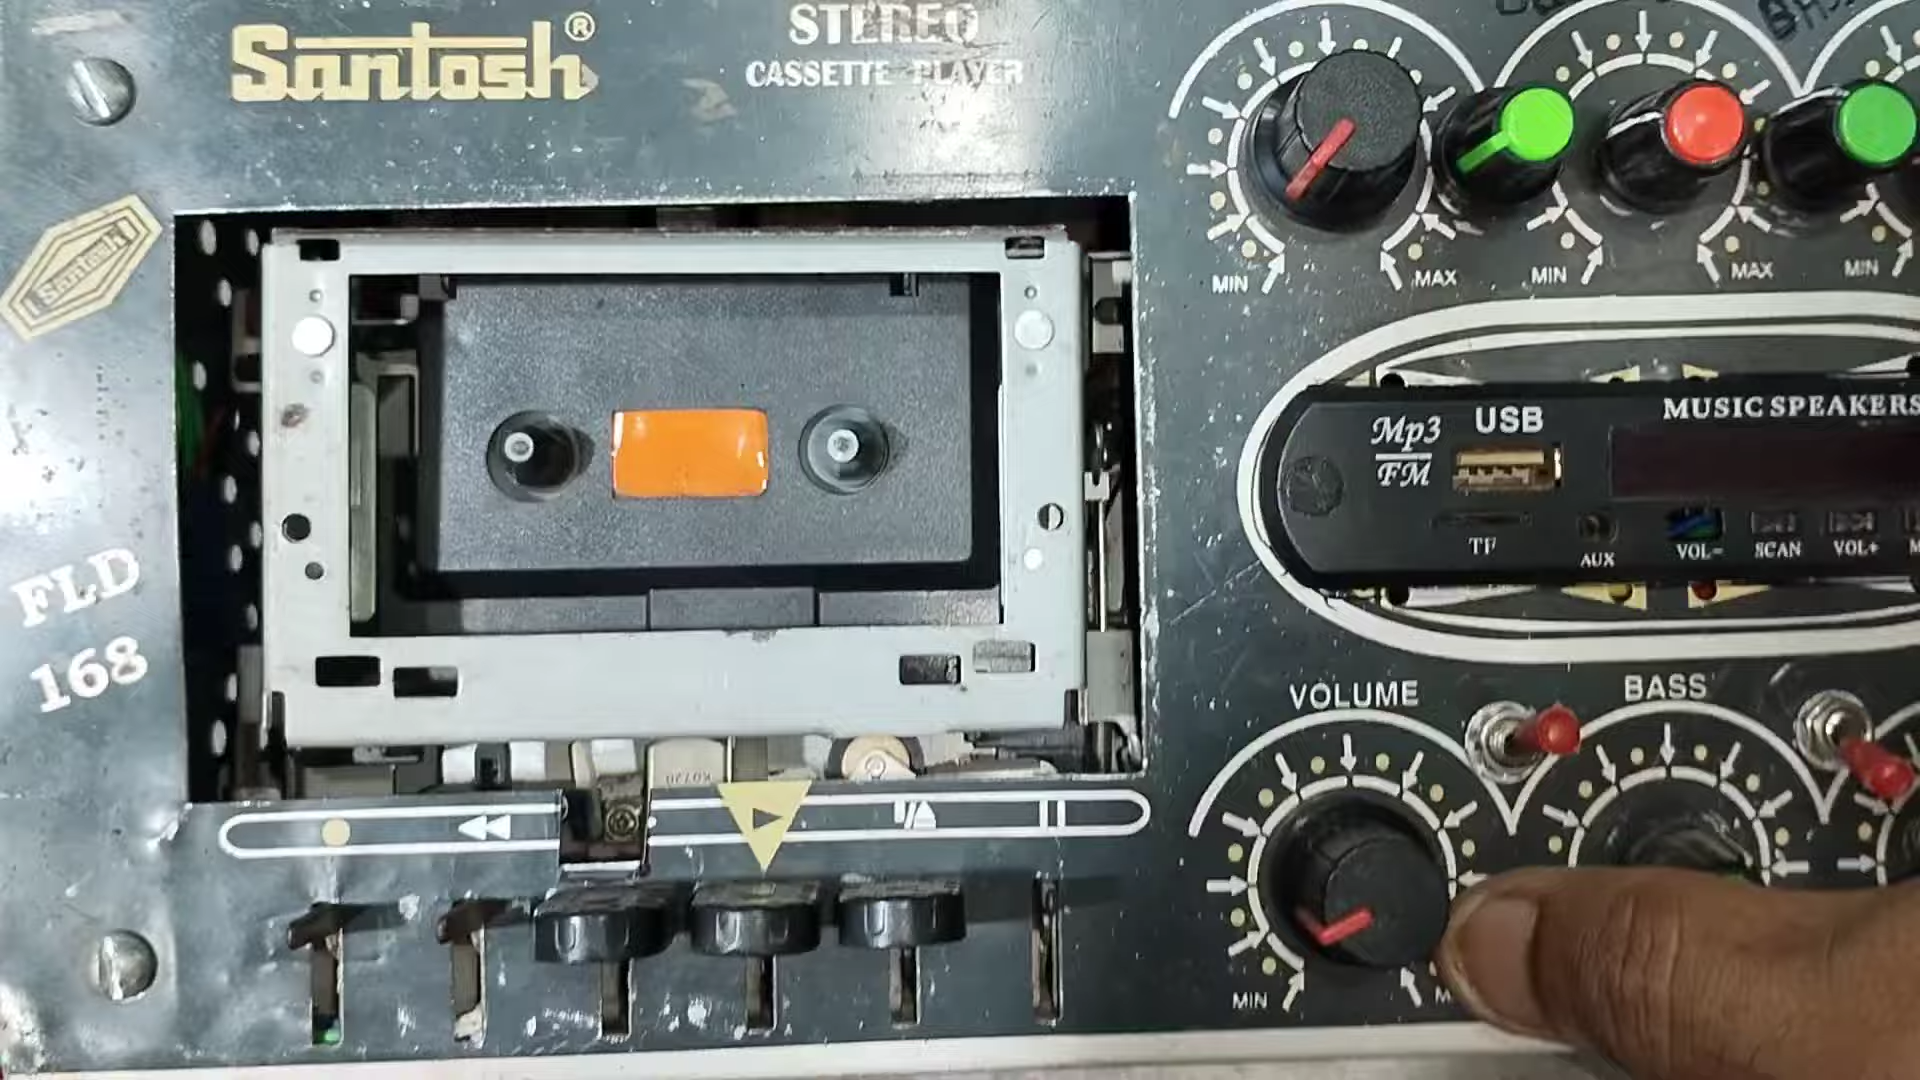 Santosh®
STEREO
CASSETTE PLAYER
Santosh
FLD
168
MIN
MAX
MIN
MAX
MIN
Mp3
FM
USB
MUSIC SPEAKERS
TF
AUX
VOL-
SCAN
VOL+
VOLUME
BASS
MIN